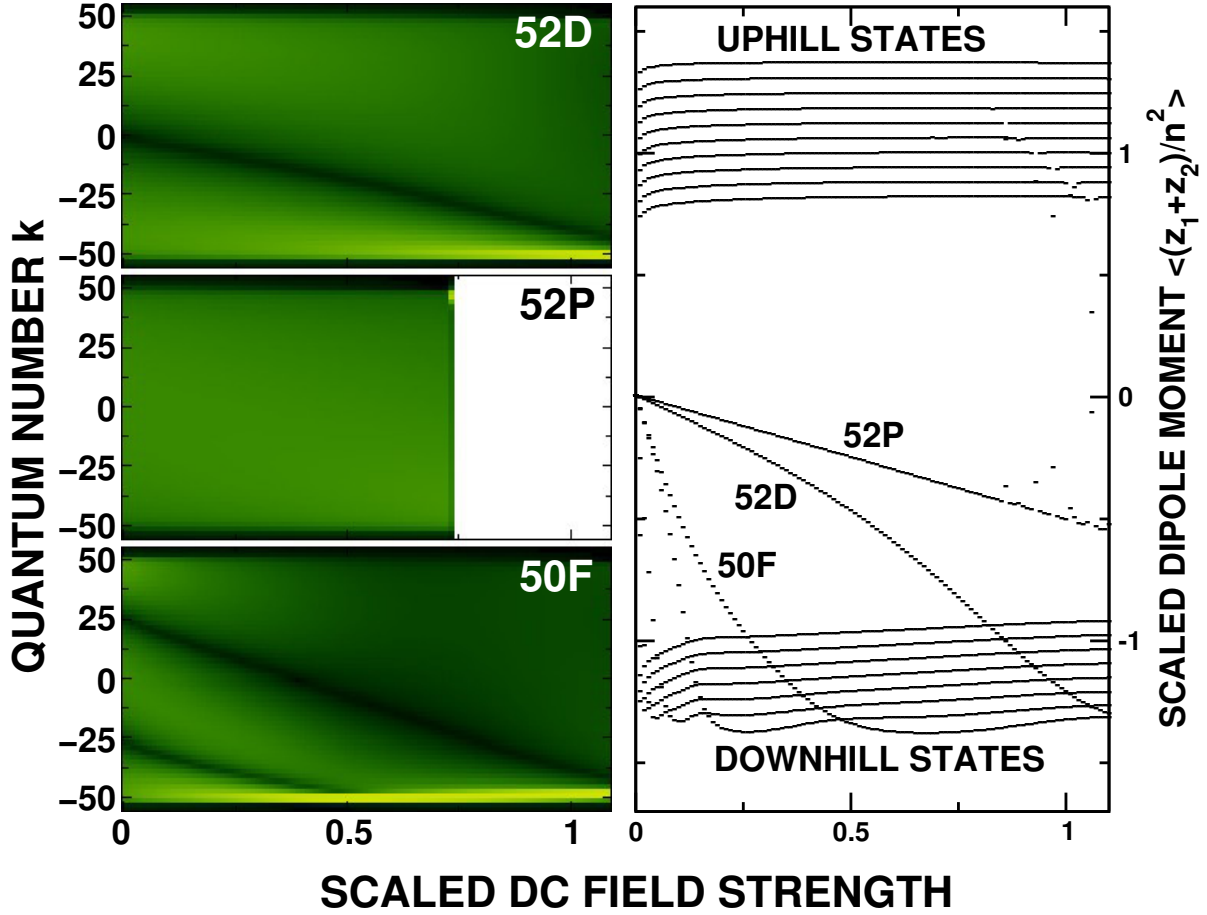 QUANTUM NUMBER k
50
25
0
−25
−50
52D
50
25
0
−25
−50
52P
50
25
0
−25
−50
50F
0
0.5
1
UPHILL STATES
52P
52D
50F
DOWNHILL STATES
1
0
-1
0
0.5
1
SCALED DIPOLE MOMENT <(z1+z2)/n²>
SCALED DC FIELD STRENGTH